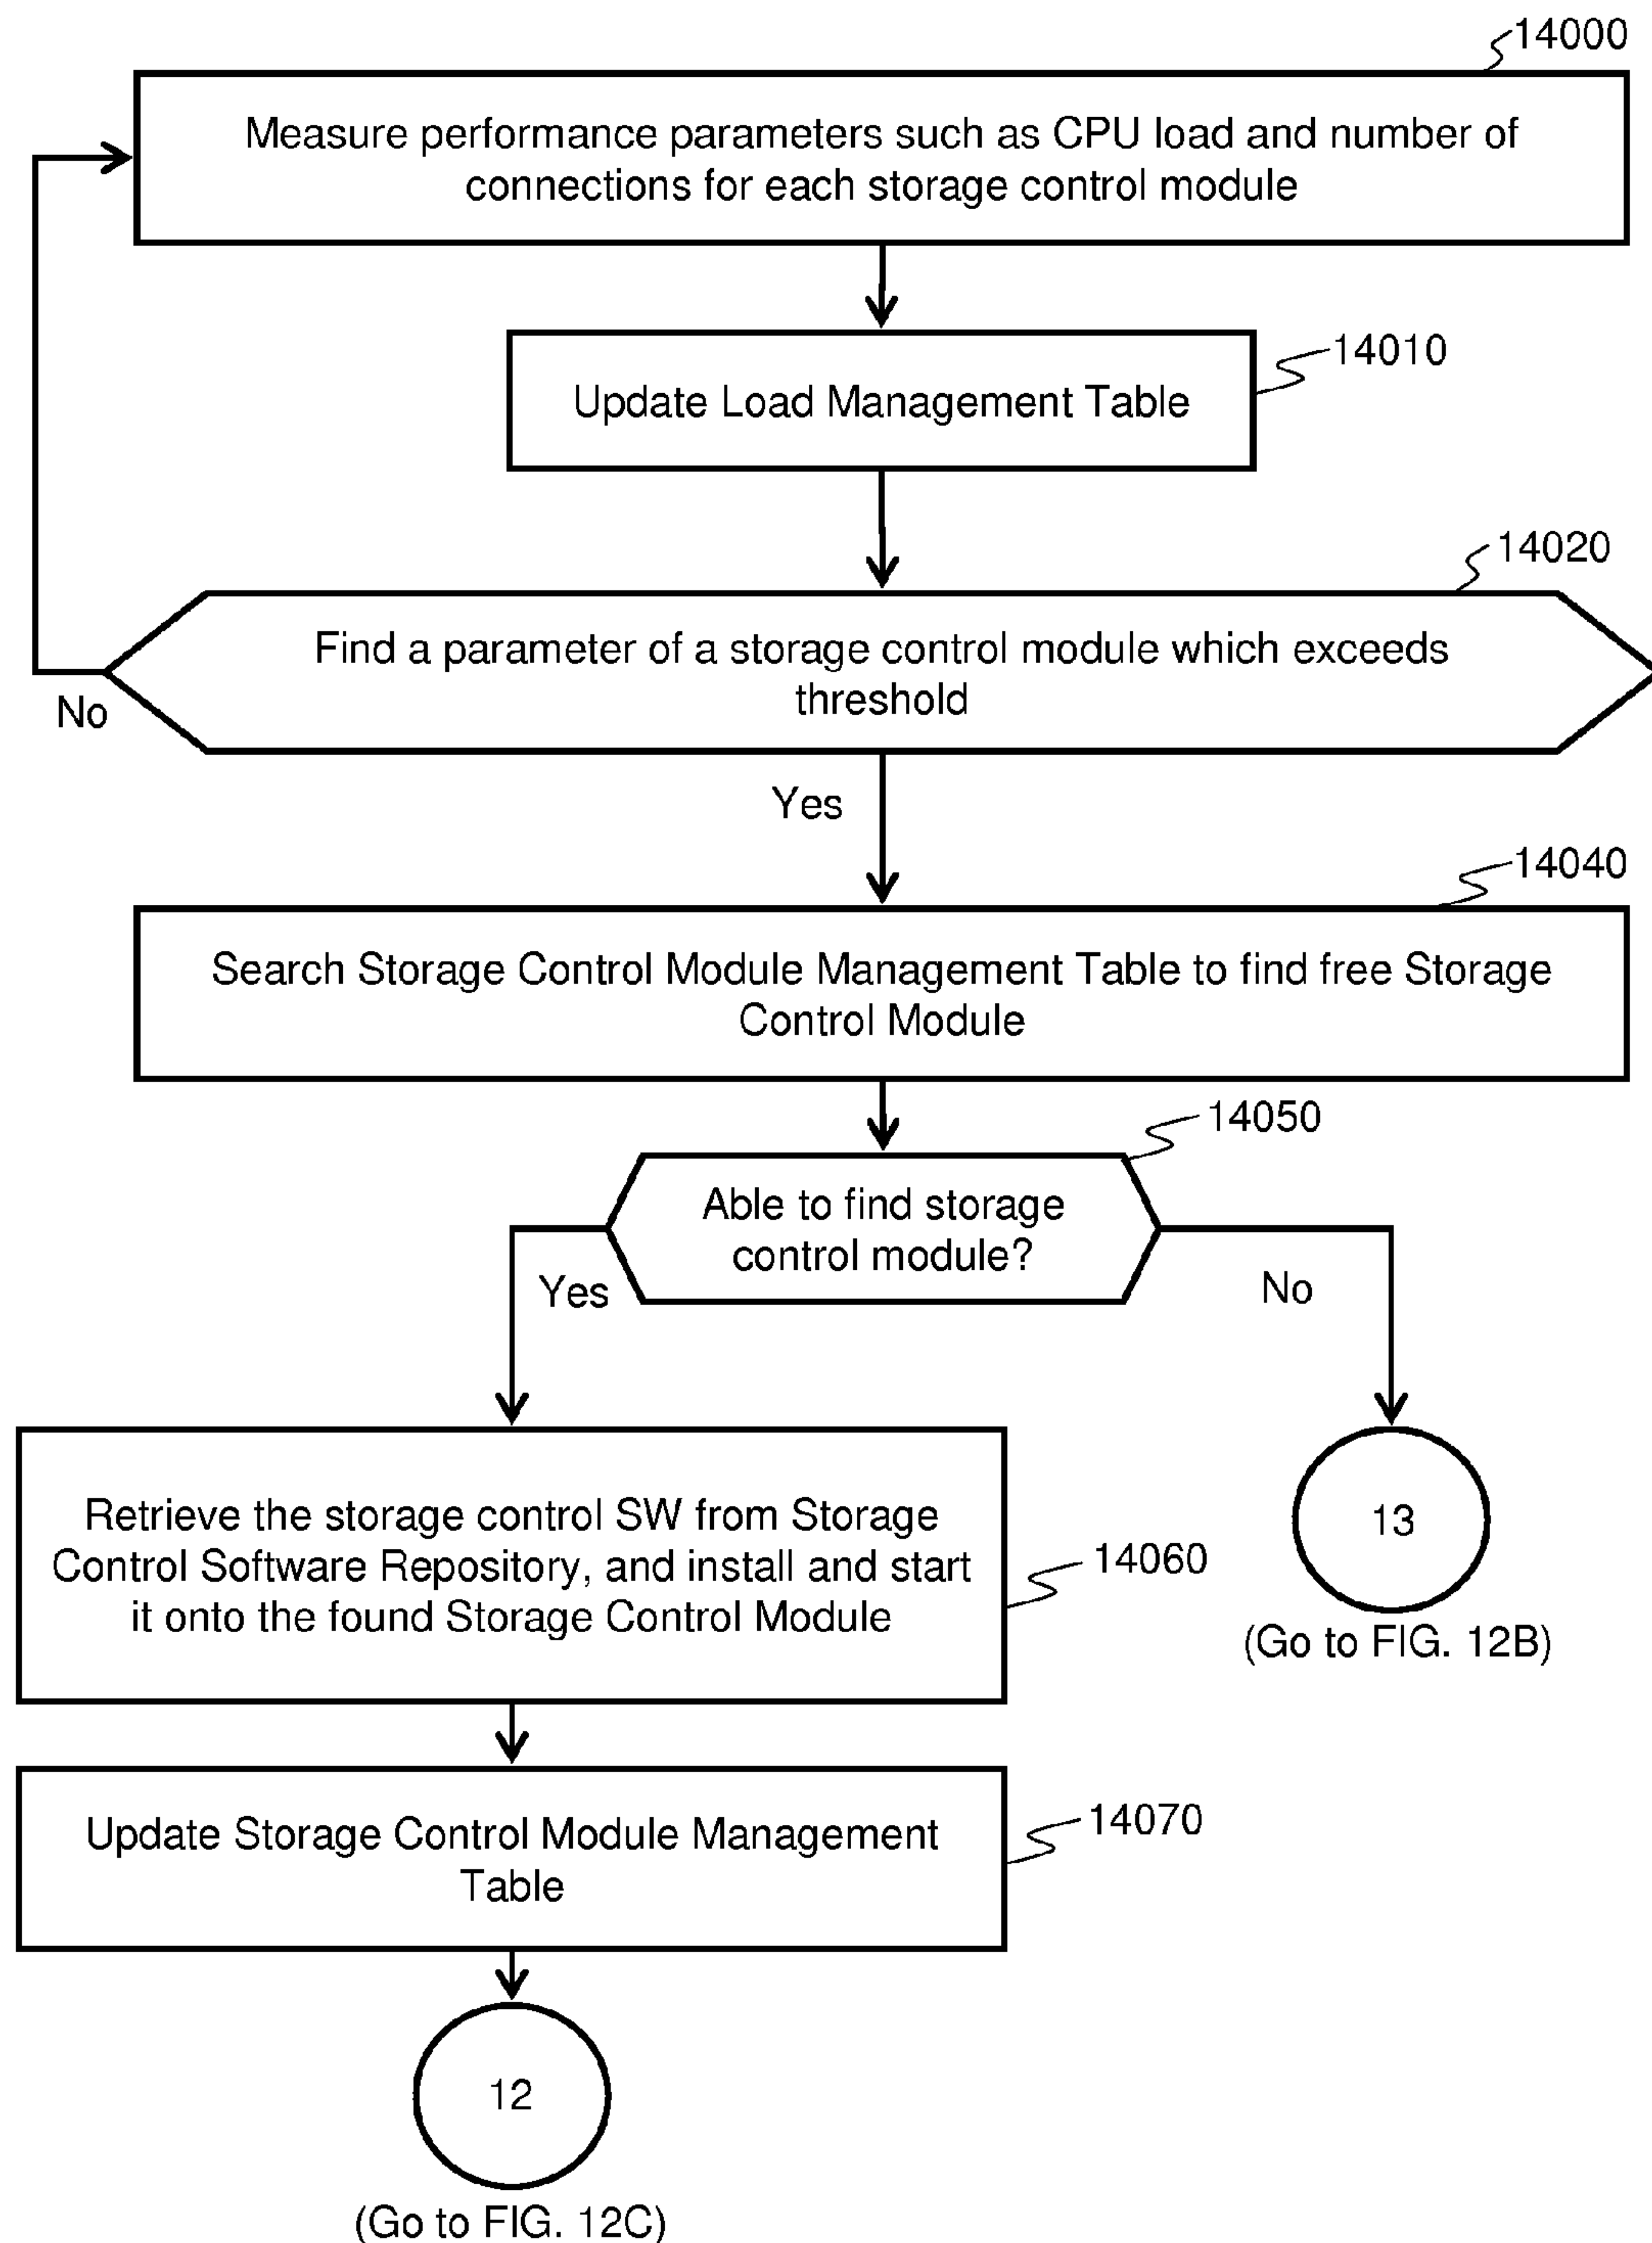 14000
Measure performance parameters such as CPU load and number of
connections for each storage control module
14010
Update Load Management Table
14020
Find a parameter of a storage control module which exceeds
threshold
No
Yes
14040
Search Storage Control Module Management Table to find free Storage
Control Module
14050
Able to find storage
control module?
Yes
No
Retrieve the storage control SW from Storage
Control Software Repository, and install and start
it onto the found Storage Control Module
14060
13
(Go to FIG. 12B)
Update Storage Control Module Management
Table
14070
12
(Go to FIG. 12C)